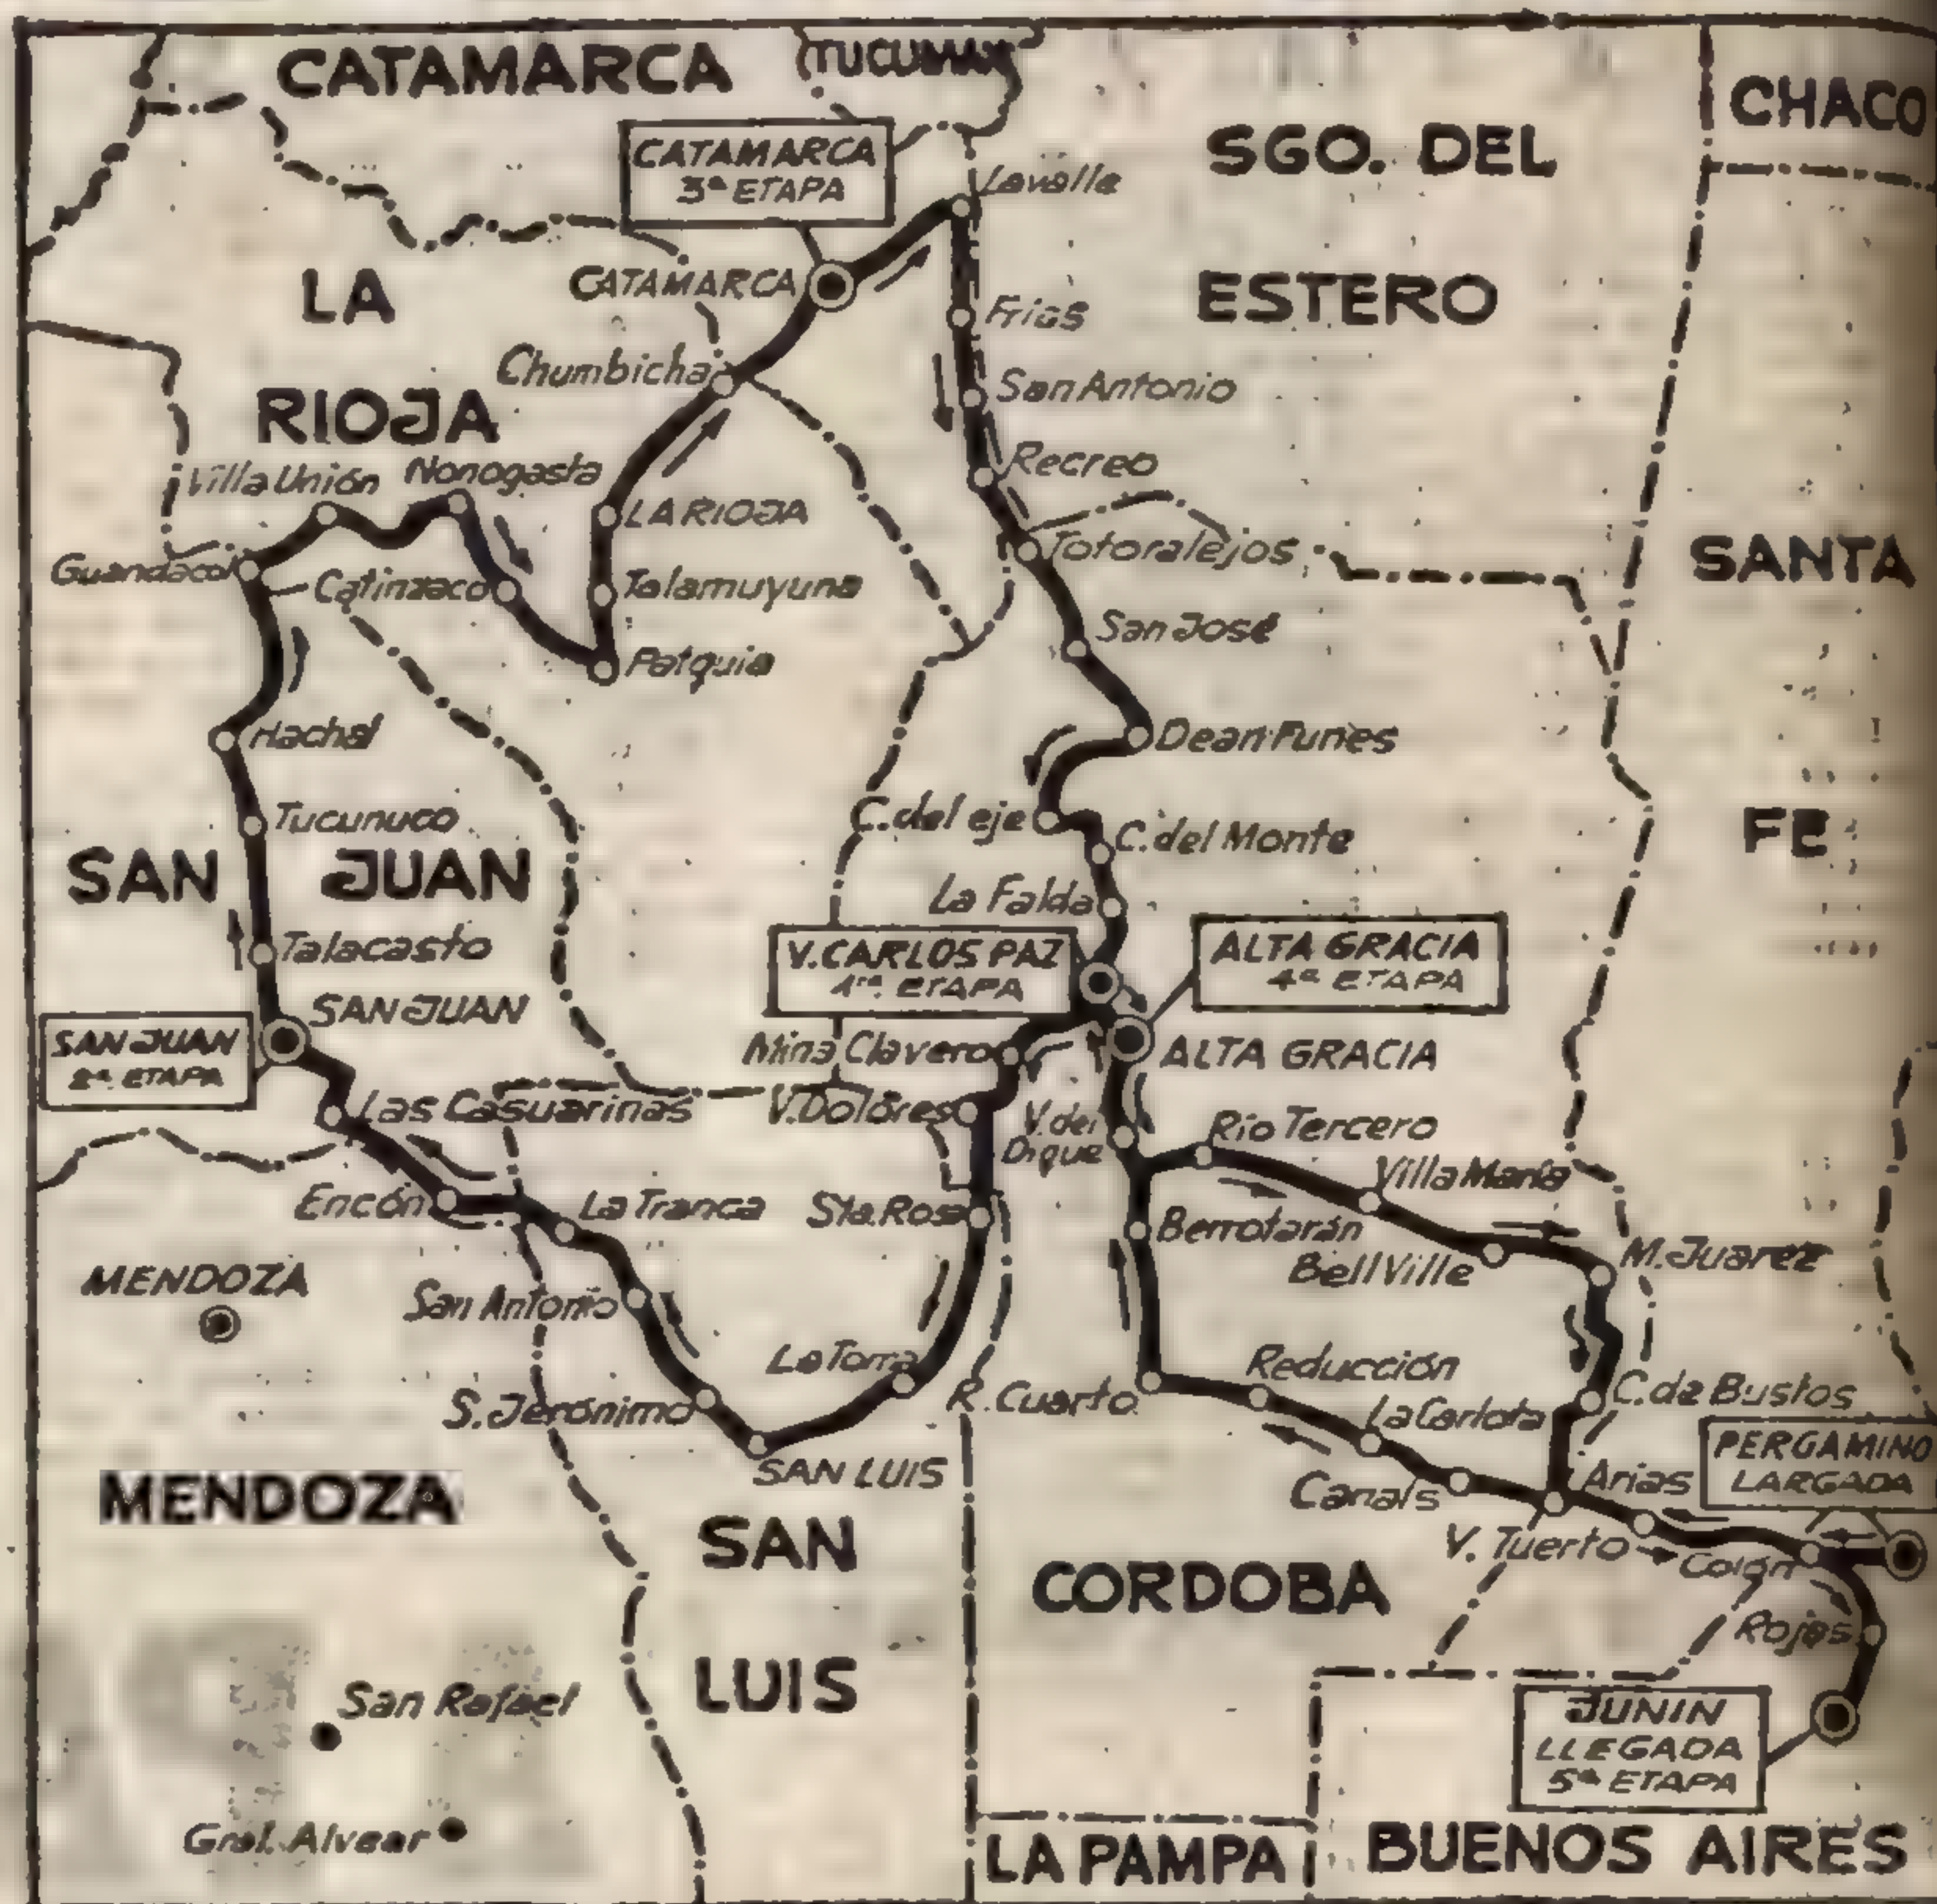 CATAMARCA
TUCUMAN
CHACO
CATAMARCA
3ª ETAPA
SGO. DEL
Lavalle
LA
CATAMARCA
ESTERO
Frias
Chumbicha
San Antonio
RIOJA
Villa Unión
Nonogasta
Recreo
LA RIOJA
Totoralejos
SANTA
Guandacol
Catinzaco
Talamuyuna
San José
Patquia
Hachal
Dean Funes
Tucunuco
C. del eje
C. del Monte
FE
SAN JUAN
La Falda
Talacasto
V. CARLOS PAZ
1ra. ETAPA
ALTA GRACIA
4ª ETAPA
SAN JUAN
SAN JUAN
2ª ETAPA
Mina Clavero
ALTA GRACIA
Las Casuarinas
V. Dolores
V. del
Dique
Rio Tercero
Villa María
Encón
La Tranca
Sta. Rosa
Berrotarán
Bell Ville
M. Juarez
MENDOZA
San Antonio
La Toma
Reducción
S. Jerónimo
R. Cuarto
La Carlota
C. de Bustos
SAN LUIS
PERGAMINO
LARGADA
MENDOZA
Canals
Arias
SAN
V. Tuerto
Colón
CORDOBA
Rojas
LUIS
San Rafael
JUNIN
LLEGADA
5ª ETAPA
Gral. Alvear
LA PAMPA
BUENOS AIRES